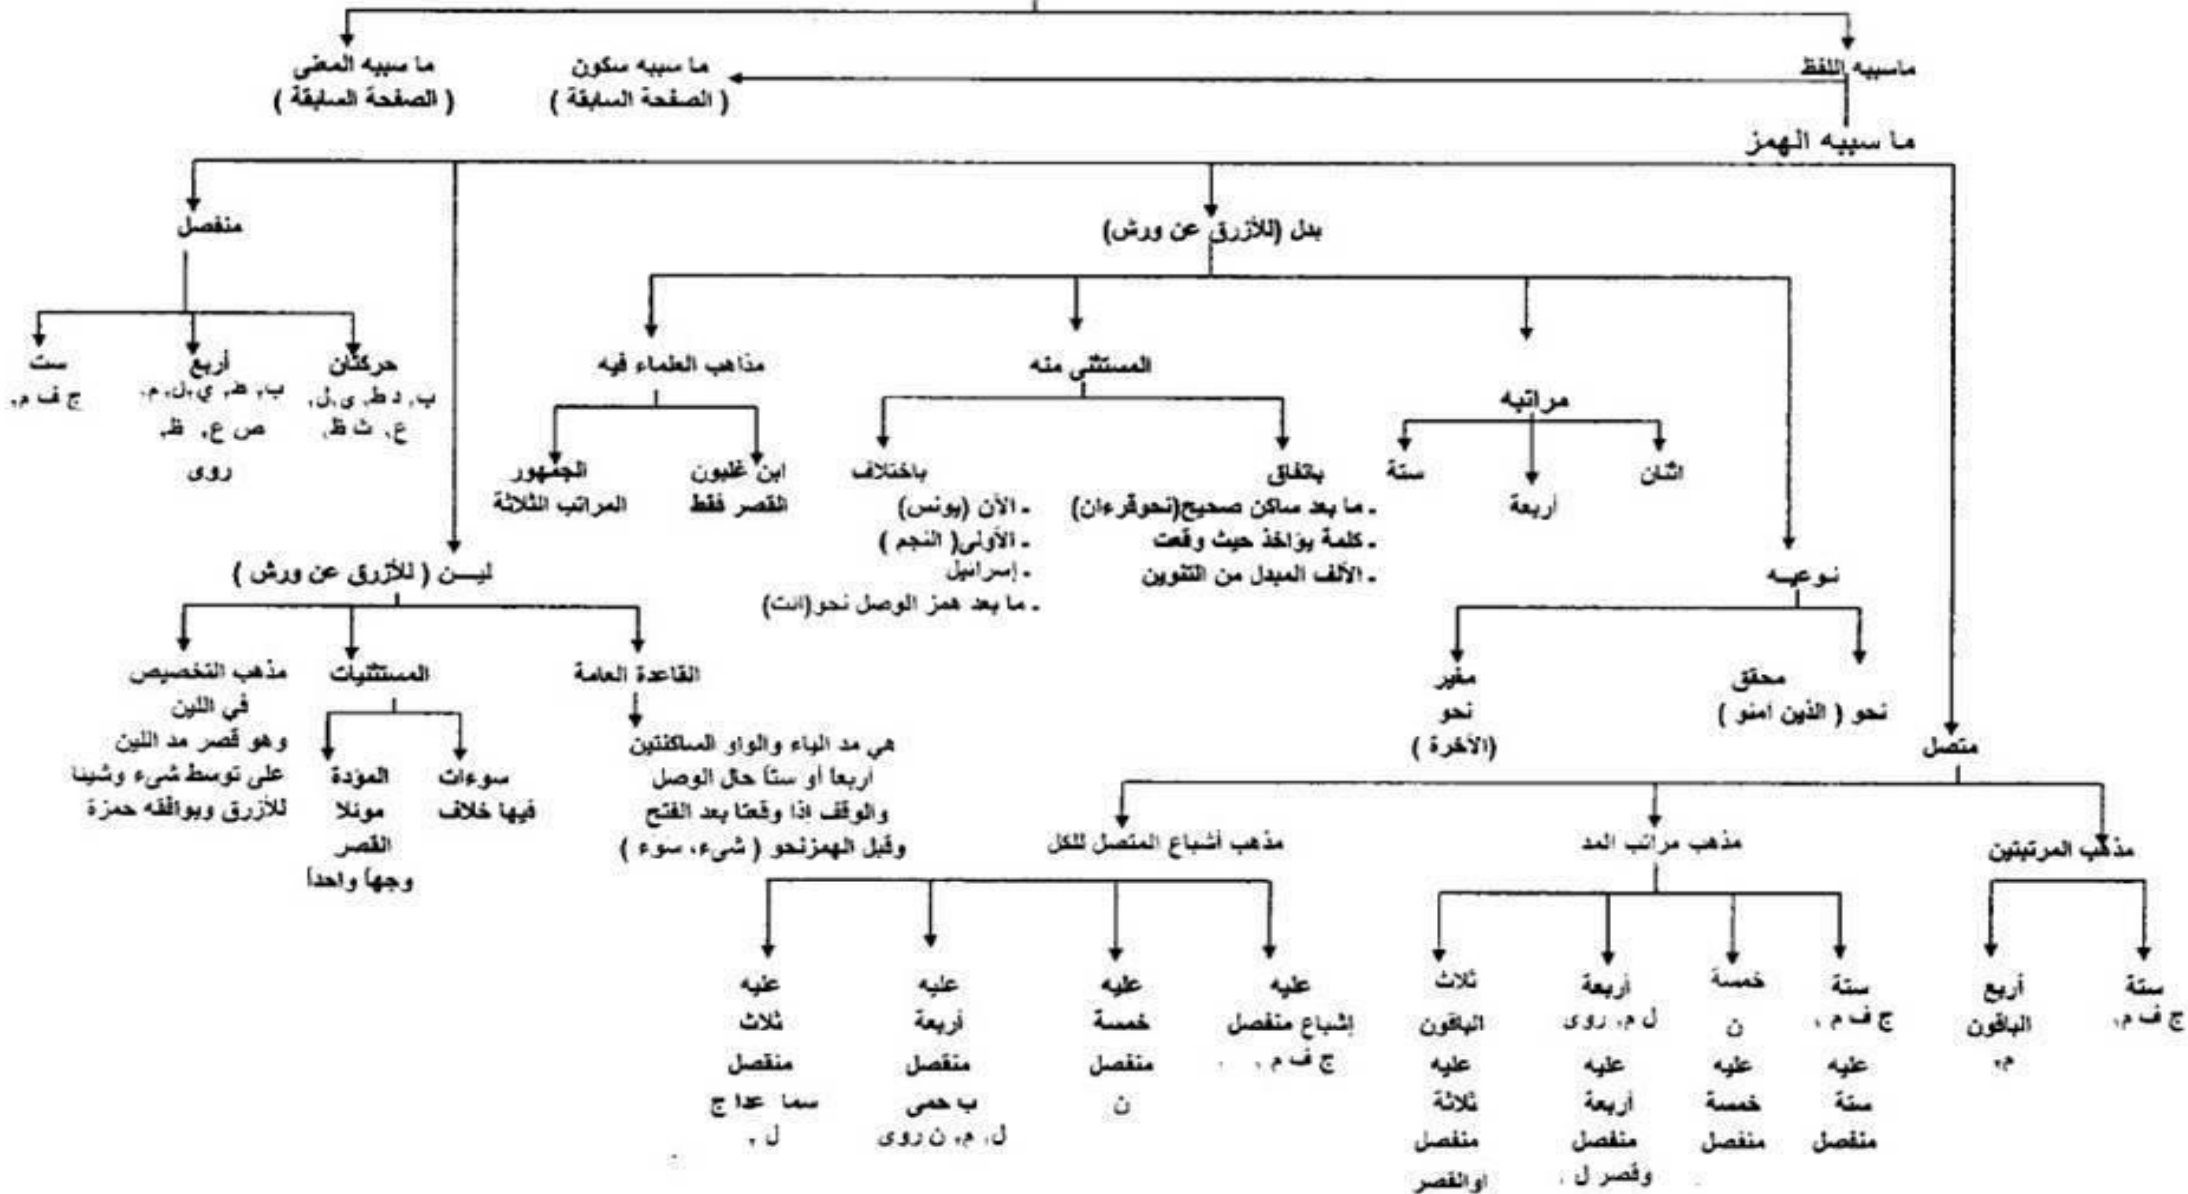 ماسببه اللفظ
ما سببه سكون
( الصفحة السابقة )
ما سببه المعنى
( الصفحة السابقة )
ما سببه الهمز
بدل (للأزرق عن ورش)
منفصل
حركتان
ب, د ط, ى,ل,
ع, ث ظ,
أربع
ب, ض, ي,ل, م,
ص ع, ظ,
روى
ست
ج ف م,
مراتبه
اثنان
أربعة
ستة
المستثنى منه
باتفاق
- ما بعد ساكن صحيح(نحوقرءان)
- كلمة يؤاخذ حيث وقعت
- الألف المبدل من التنوين
باختلاف
- الآن (يونس)
- الأولى( النجم )
- إسرائيل
- ما بعد همز الوصل نحو(ائت)
مذاهب العلماء فيه
ابن غلبون
القصر فقط
الجمهور
المراتب الثلاثة
نوعيه
محقق
نحو ( الذين امنو )
مغير
نحو
(الآخرة )
ليـــن ( للأزرق عن ورش )
القاعدة العامة
هي مد الياء والواو الساكنتين
أربعاً أو ستاً حال الوصل
والوقف اذا وقعتا بعد الفتح
وقبل الهمزنحو ( شىء، سوء )
المستثنيات
سوءات
فيها خلاف
المؤدة
مونلا
القصر
وجهاً واحداً
مذهب التخصيص
في اللين
وهو قصر مد اللين
على توسط شىء وشينا
للأزرق ويوافقه حمزة
متصل
مذهب المرتبتين
ستة
ج ف م,
أربع
الباقون
م,
مذهب مراتب المد
ستة
ج ف م ,
عليه
ستة
منفصل
خمسة
ن
عليه
خمسة
منفصل
أربعة
ل م, روى
عليه
أربعة
منفصل
وقصر ل ,
ثلاث
الباقون
عليه
ثلاثة
منفصل
اوالقصر
مذهب أشباع المتصل للكل
عليه
إشباع منفصل
ج ف م ,
عليه
خمسة
منفصل
ن
عليه
أربعة
منفصل
ب حمى
ل, م, ن روى
عليه
ثلاث
منفصل
سما عدا ج
ل ,